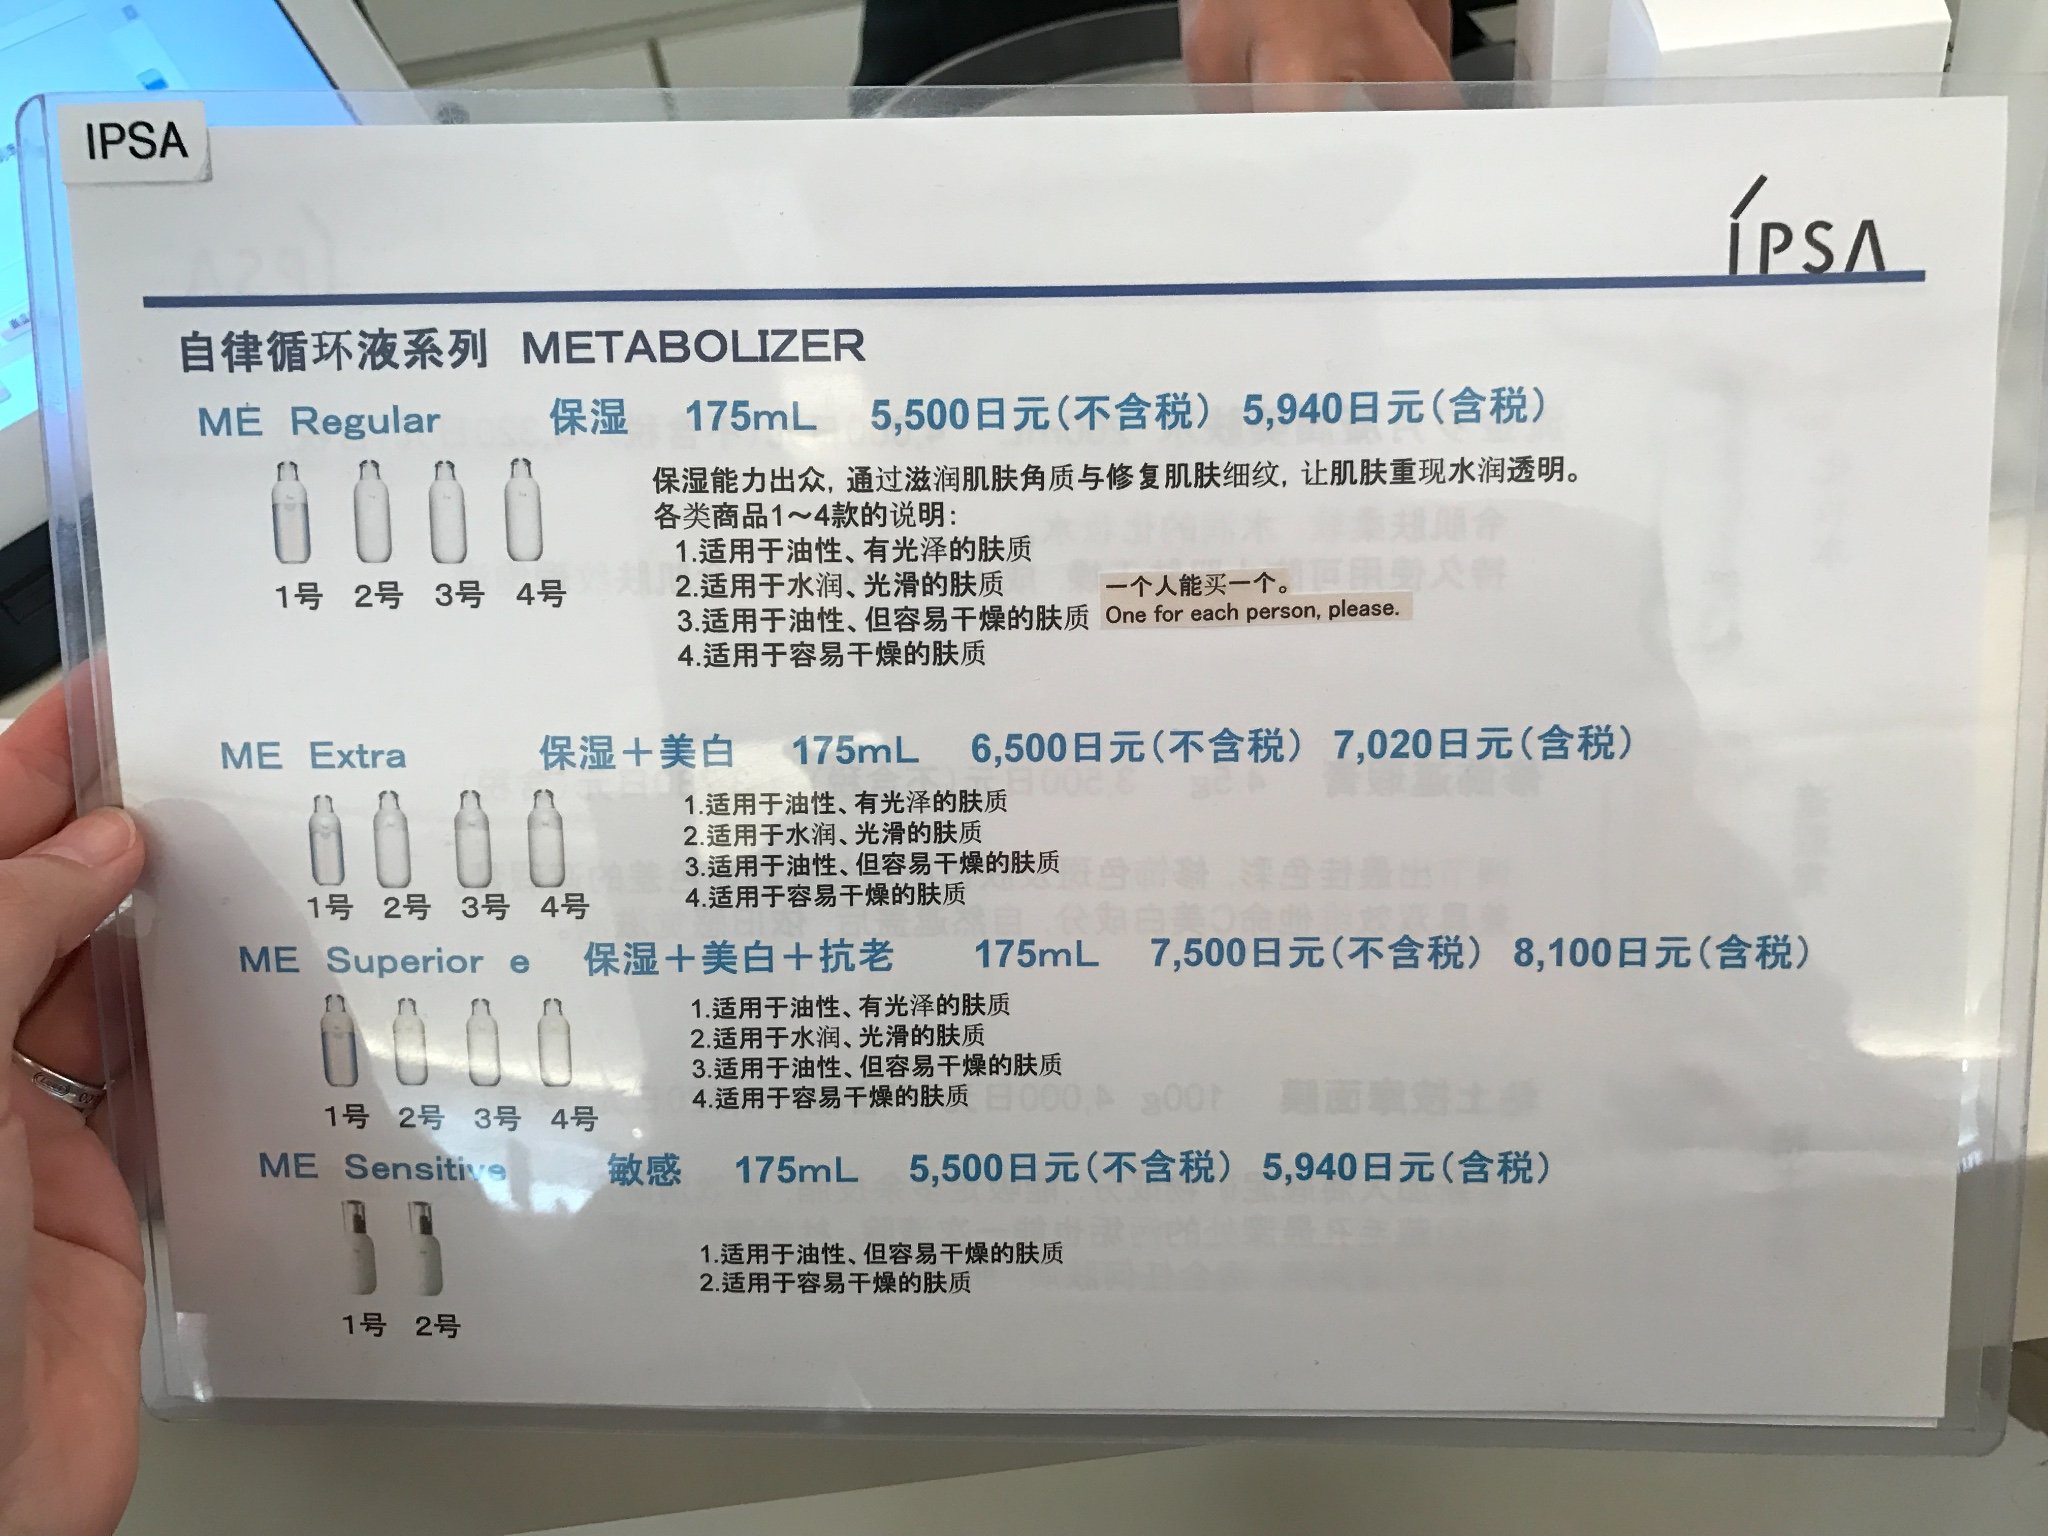 IPSA
IPSA
自律循环液系列 METABOLIZER
ME Regular 保湿 175mL 5,500日元(不含税) 5,940日元(含税)
保湿能力出众, 通过滋润肌肤角质与修复肌肤细纹, 让肌肤重现水润透明。
各类商品1～4款的说明:
1.适用于油性、有光泽的肤质
2.适用于水润、光滑的肤质
3.适用于油性、但容易干燥的肤质
4.适用于容易干燥的肤质
1号 2号 3号 4号
一个人能买一个。
One for each person, please.
ME Extra 保湿＋美白 175mL 6,500日元(不含税) 7,020日元(含税)
1.适用于油性、有光泽的肤质
2.适用于水润、光滑的肤质
3.适用于油性、但容易干燥的肤质
4.适用于容易干燥的肤质
1号 2号 3号 4号
ME Superior e 保湿＋美白＋抗老 175mL 7,500日元(不含税) 8,100日元(含税)
1.适用于油性、有光泽的肤质
2.适用于水润、光滑的肤质
3.适用于油性、但容易干燥的肤质
4.适用于容易干燥的肤质
1号 2号 3号 4号
ME Sensitive 敏感 175mL 5,500日元(不含税) 5,940日元(含税)
1.适用于油性、但容易干燥的肤质
2.适用于容易干燥的肤质
1号 2号